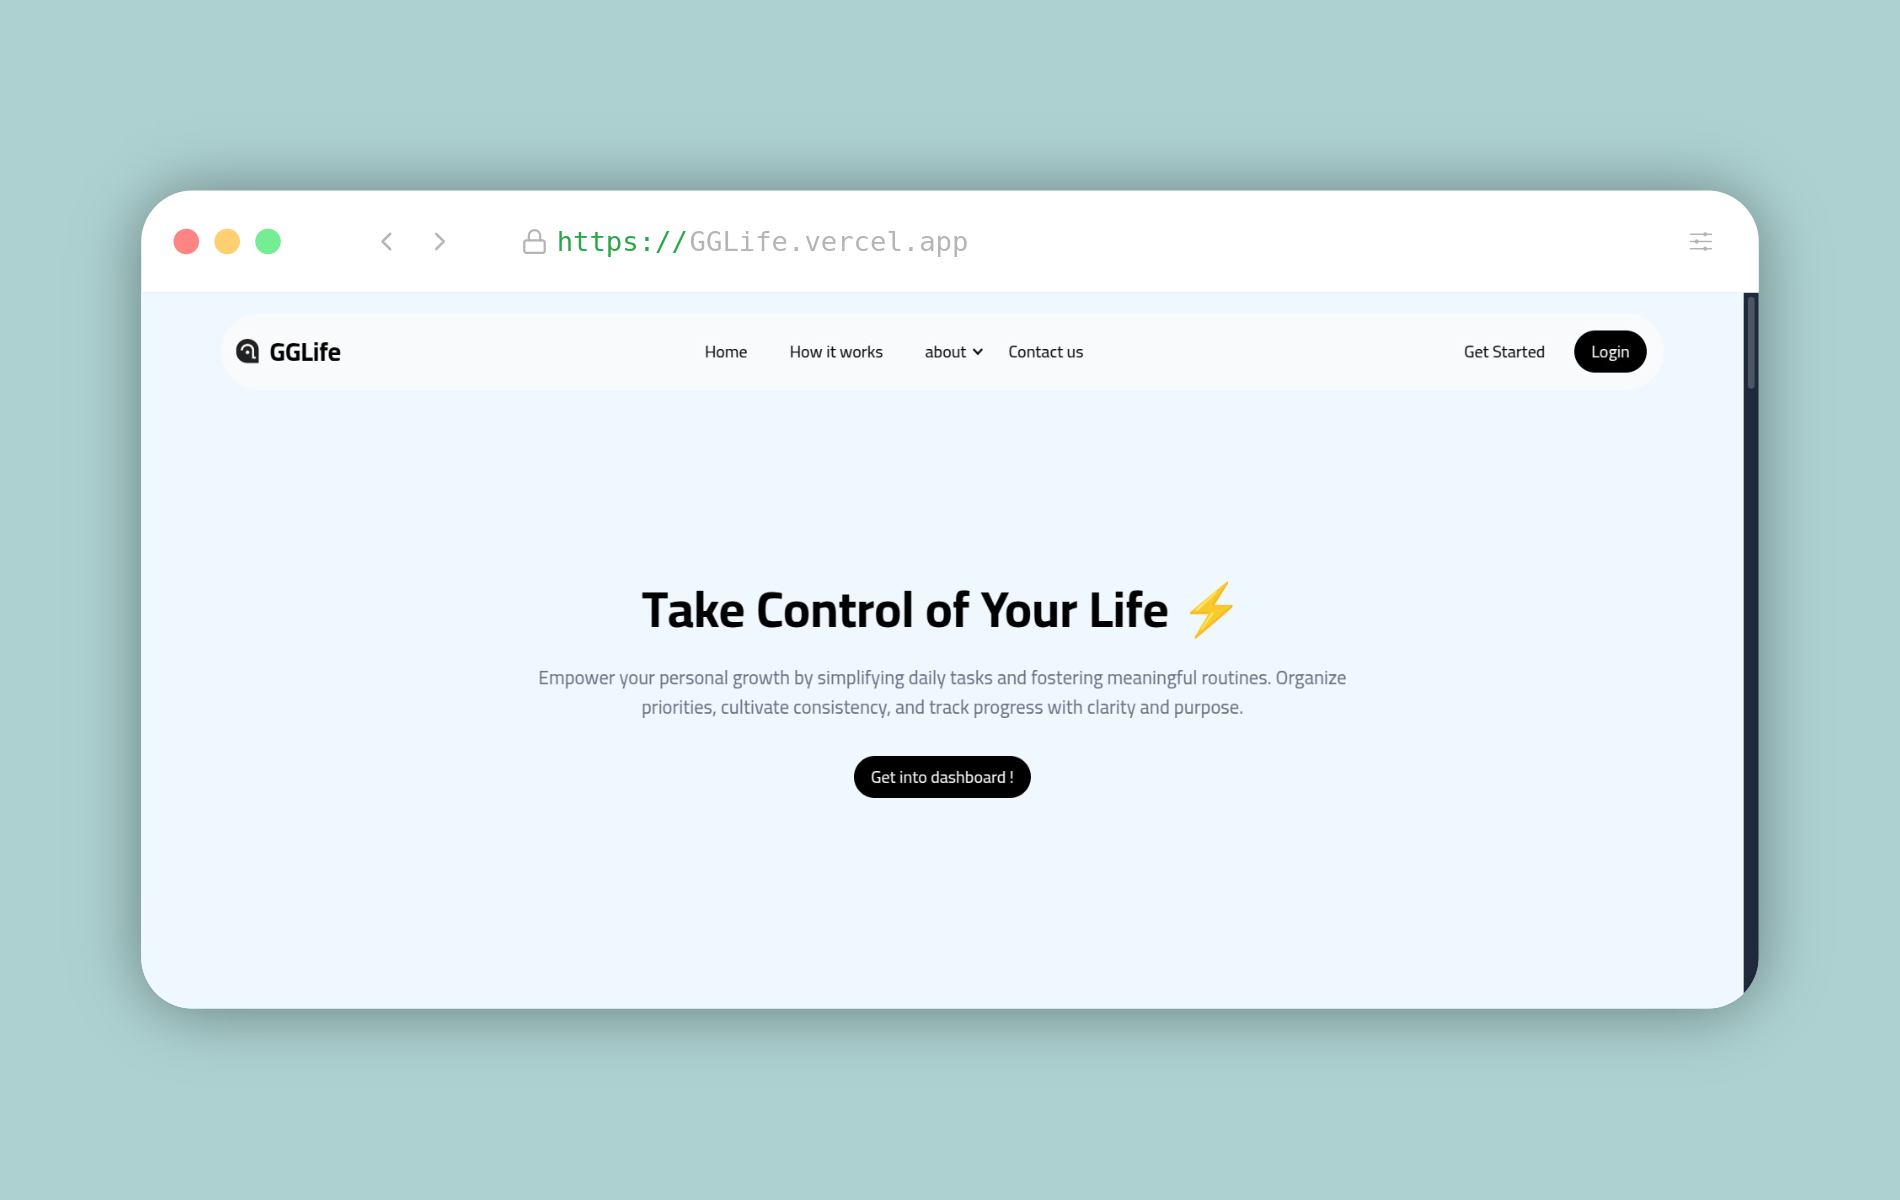 https://GGLife.vercel.app
GGLife
Home How it works about Contact us
Get Started Login
Take Control of Your Life ⚡
Empower your personal growth by simplifying daily tasks and fostering meaningful routines. Organize
priorities, cultivate consistency, and track progress with clarity and purpose.
Get into dashboard !